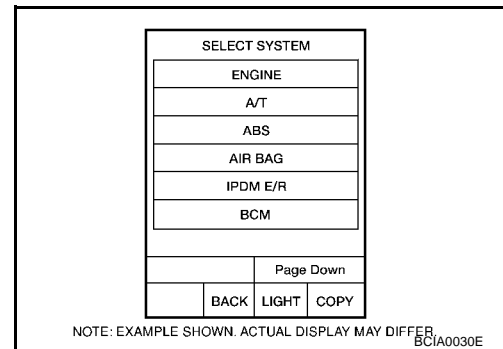 SELECT SYSTEM
ENGINE
A/T
ABS
AIR BAG
IPDM E/R
BCM
Page Down
BACK LIGHT COPY
NOTE: EXAMPLE SHOWN. ACTUAL DISPLAY MAY DIFFER.
BCIA0030E